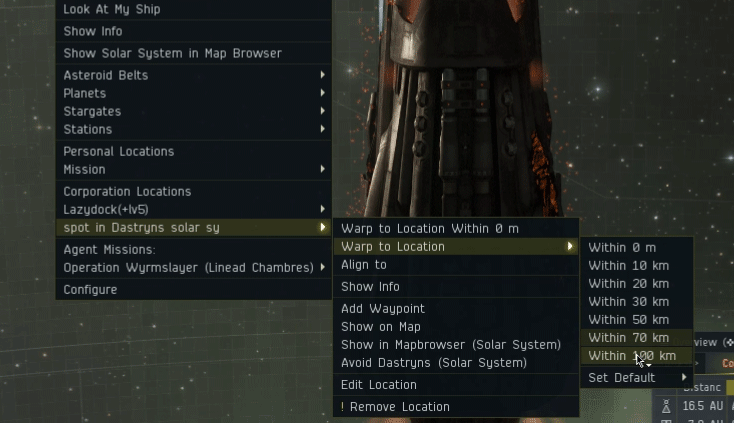 Look At My Ship
Show Info
Show Solar System in Map Browser
Asteroid Belts
Planets
Stargates
Stations
Personal Locations
Mission
Corporation Locations
Lazydock(+lv5)
spot in Dastryns solar sy
Agent Missions:
Operation Wyrmslayer (Linead Chambres)
Configure
Warp to Location Within 0 m
Warp to Location
Align to
Show Info
Add Waypoint
Show on Map
Show in Mapbrowser (Solar System)
Avoid Dastryns (Solar System)
Edit Location
! Remove Location
Within 0 m
Within 10 km
Within 20 km
Within 30 km
Within 50 km
Within 70 km
Within 100 km
Set Default
view (
Co
Distanc
16.5 AU